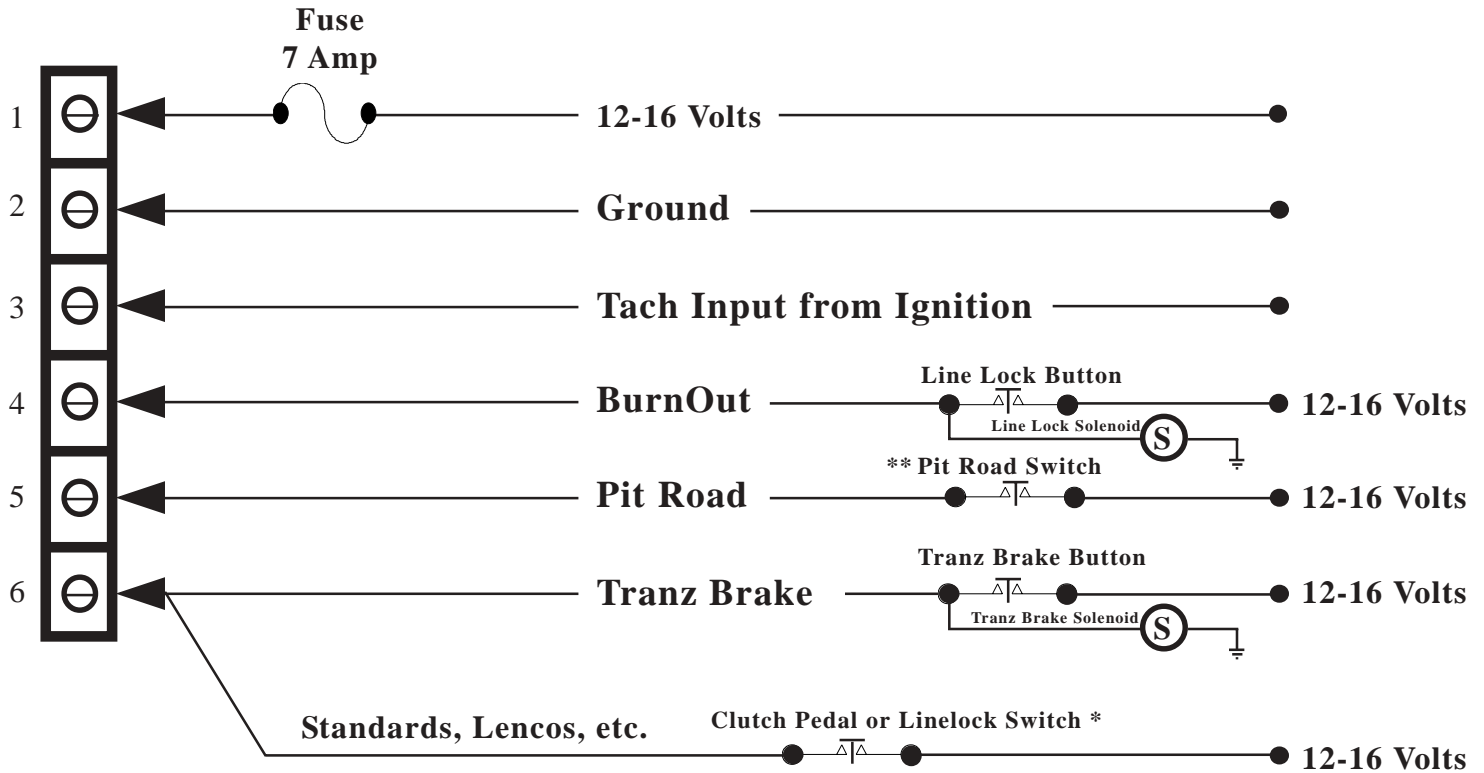 Fuse
7 Amp
1
12-16 Volts
2
Ground
3
Tach Input from Ignition
Line Lock Button
4
BurnOut
12-16 Volts
Line Lock Solenoid
S
** Pit Road Switch
5
Pit Road
12-16 Volts
Tranz Brake Button
6
Tranz Brake
12-16 Volts
Tranz Brake Solenoid
S
Standards, Lencos, etc.
Clutch Pedal or Linelock Switch *
12-16 Volts